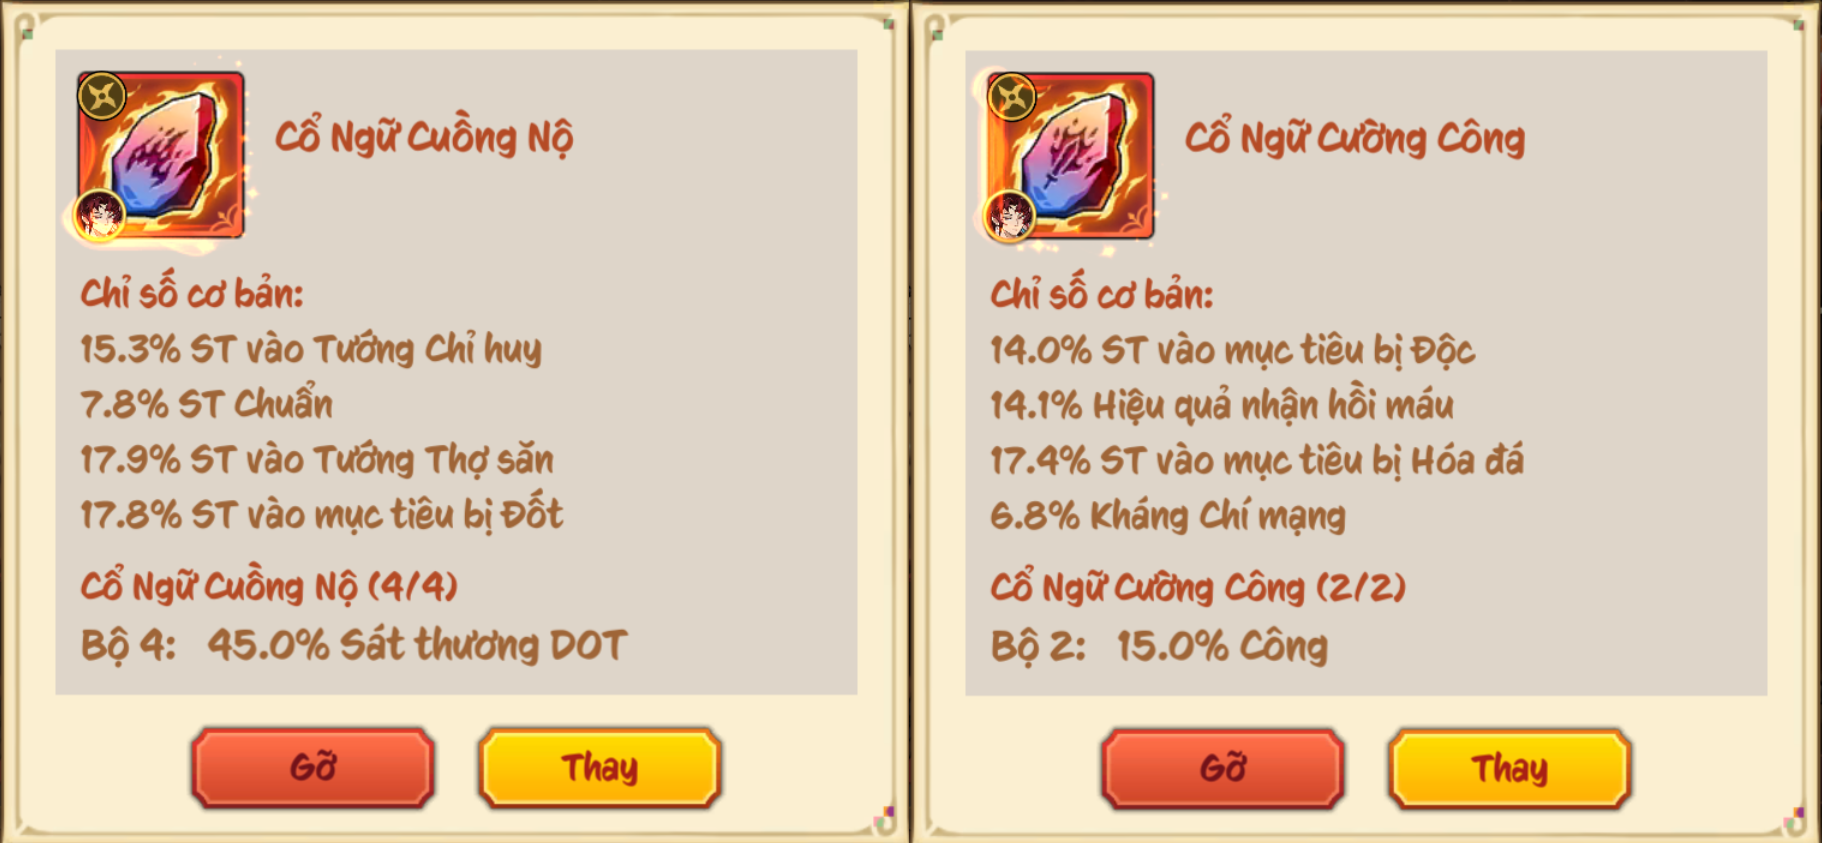 Cổ Ngữ Cuồng Nộ
Chỉ số cơ bản:
15.3% ST vào Tướng Chỉ huy
7.8% ST Chuẩn
17.9% ST vào Tướng Thợ săn
17.8% ST vào mục tiêu bị Đốt
Cổ Ngữ Cuồng Nộ (4/4)
Bộ 4: 45.0% Sát thương DOT
Gỡ
Thay
Cổ Ngữ Cường Công
Chỉ số cơ bản:
14.0% ST vào mục tiêu bị Độc
14.1% Hiệu quả nhận hồi máu
17.4% ST vào mục tiêu bị Hóa đá
6.8% Kháng Chí mạng
Cổ Ngữ Cường Công (2/2)
Bộ 2: 15.0% Công
Gỡ
Thay